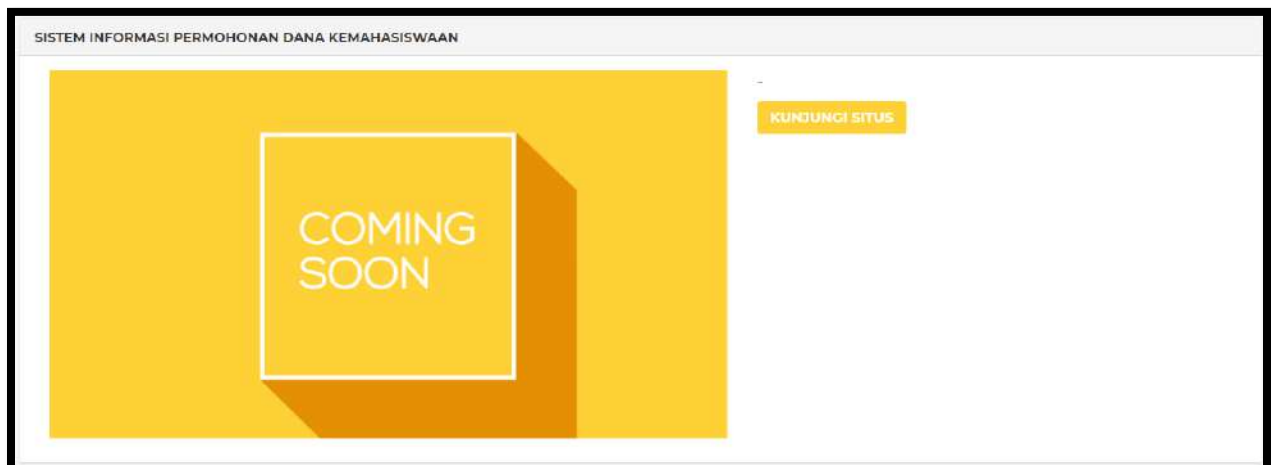 SISTEM INFORMASI PERMOHONAN DANA KEMAHASISWAAN
COMING
SOON
-
KUNJUNGI SITUS